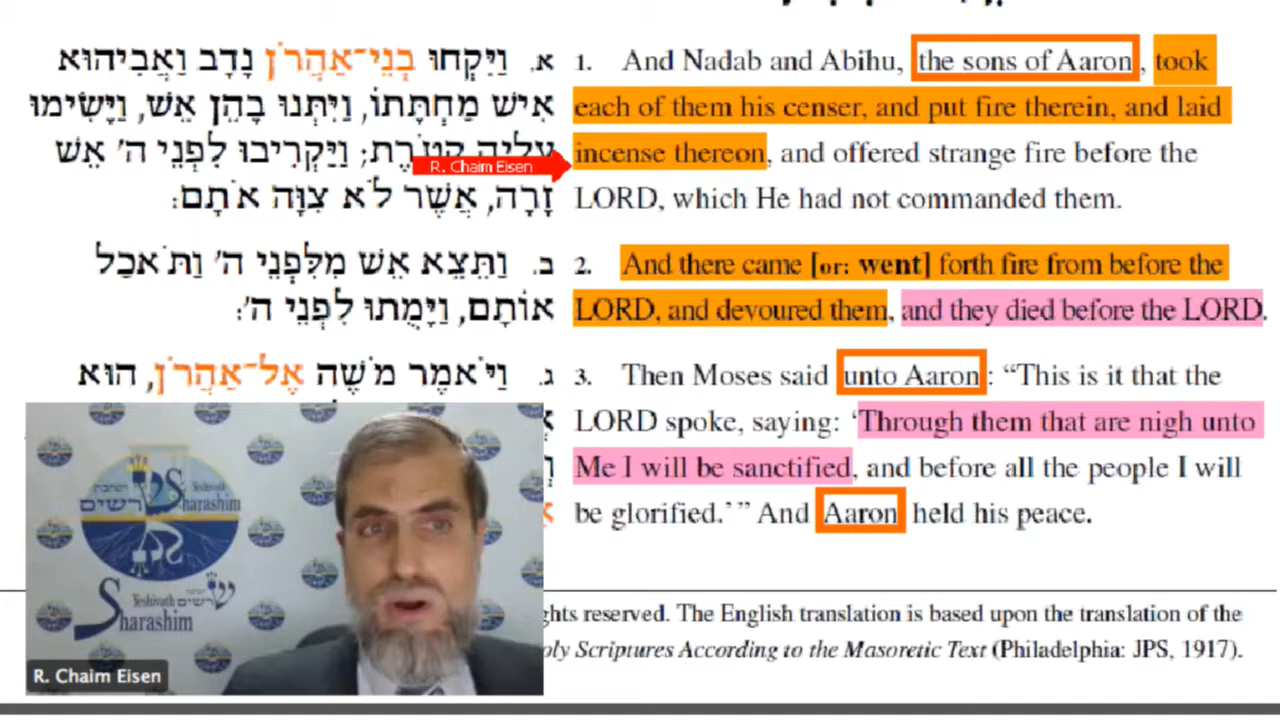 א. וַיִּקְחוּ בְנֵי־אַהֲרֹן נָדָב וַאֲבִיהוּא
אִישׁ מַחְתָּתוֹ, וַיִּתְּנוּ בָהֵן אֵשׁ, וַיָּשִׂימוּ
עָלֶיהָ קְטֹרֶת; וַיַּקְרִיבוּ לִפְנֵי ה׳ אֵשׁ
זָרָה, אֲשֶׁר לֹא צִוָּה אֹתָם:
ב. וַתֵּצֵא אֵשׁ מִלִּפְנֵי ה׳ וַתֹּאכַל
אוֹתָם, וַיָּמֻתוּ לִפְנֵי ה׳:
ג. וַיֹּאמֶר מֹשֶׁה אֶל־אַהֲרֹן, הוּא
1. And Nadab and Abihu, the sons of Aaron, took
each of them his censer, and put fire therein, and laid
incense thereon, and offered strange fire before the
LORD, which He had not commanded them.
2. And there came [or: went] forth fire from before the
LORD, and devoured them, and they died before the LORD.
3. Then Moses said unto Aaron: “This is it that the
LORD spoke, saying: ‘Through them that are nigh unto
Me I will be sanctified, and before all the people I will
be glorified.’” And Aaron held his peace.
R. Chaim Eisen
ghts reserved. The English translation is based upon the translation of the
oly Scriptures According to the Masoretic Text (Philadelphia: JPS, 1917).
Yeshivath ישיבת
Sharashim שרשים
Yeshivath ישיבת שרשים
Sharashim
R. Chaim Eisen